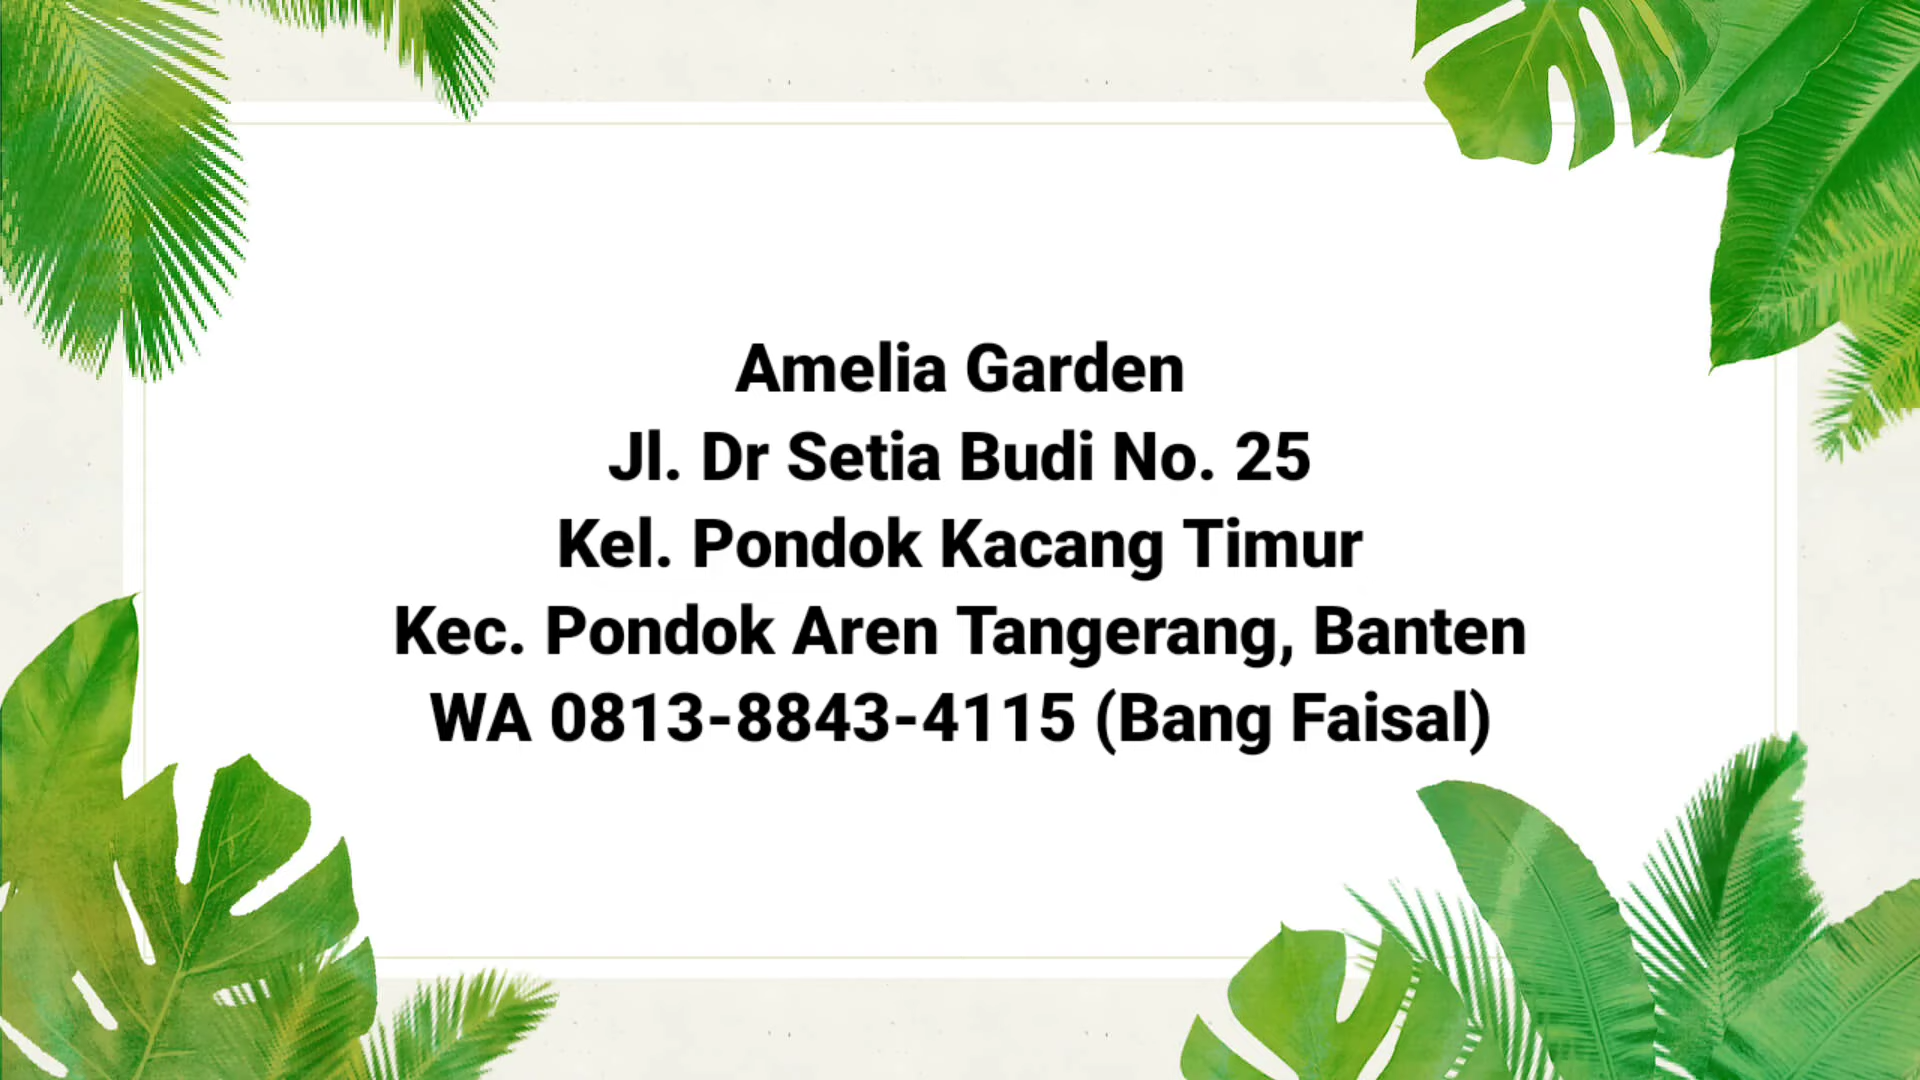 Amelia Garden
Jl. Dr Setia Budi No. 25
Kel. Pondok Kacang Timur
Kec. Pondok Aren Tangerang, Banten
WA 0813-8843-4115 (Bang Faisal)